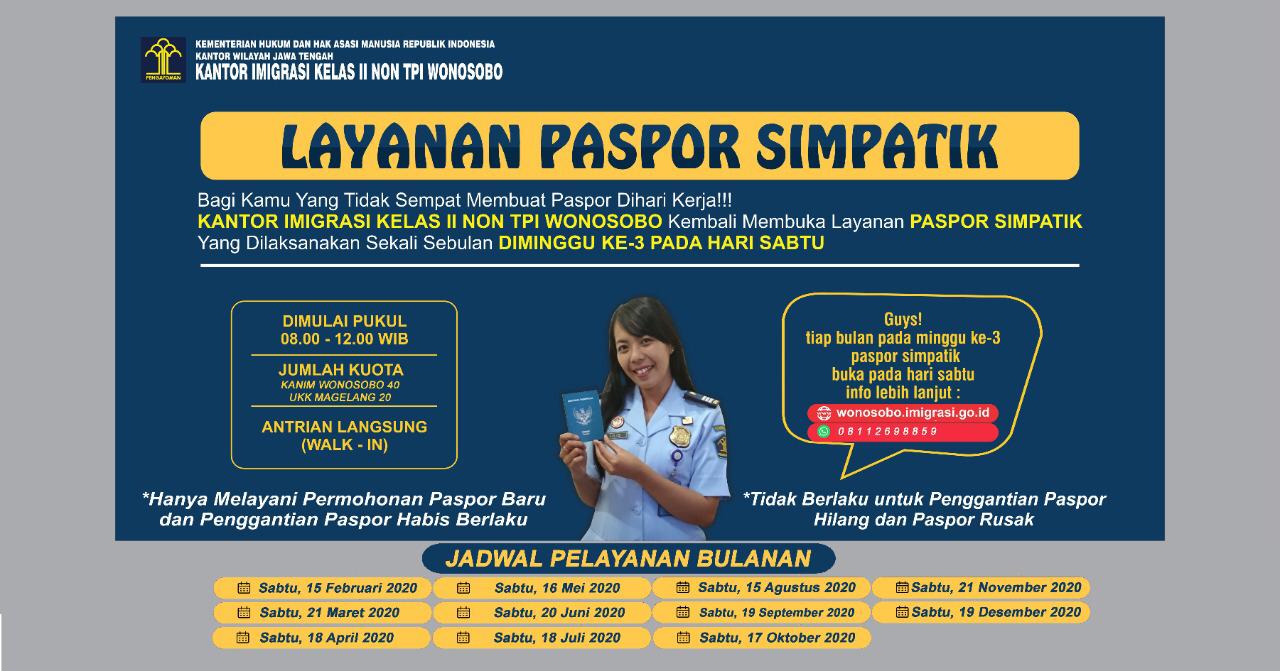 KEMENTERIAN HUKUM DAN HAK ASASI MANUSIA REPUBLIK INDONESIA
KANTOR WILAYAH JAWA TENGAH
KANTOR IMIGRASI KELAS II NON TPI WONOSOBO
PENGAYOMAN
LAYANAN PASPOR SIMPATIK
Bagi Kamu Yang Tidak Sempat Membuat Paspor Dihari Kerja!!!
KANTOR IMIGRASI KELAS II NON TPI WONOSOBO Kembali Membuka Layanan PASPOR SIMPATIK
Yang Dilaksanakan Sekali Sebulan DIMINGGU KE-3 PADA HARI SABTU
DIMULAI PUKUL
08.00 - 12.00 WIB
JUMLAH KUOTA
KANIM WONOSOBO 40
UKK MAGELANG 20
ANTRIAN LANGSUNG
(WALK - IN)
Guys!
tiap bulan pada minggu ke-3
paspor simpatik
buka pada hari sabtu
info lebih lanjut :
wonosobo.imigrasi.go.id
08112698859
*Hanya Melayani Permohonan Paspor Baru
dan Penggantian Paspor Habis Berlaku
*Tidak Berlaku untuk Penggantian Paspor
Hilang dan Paspor Rusak
JADWAL PELAYANAN BULANAN
Sabtu, 15 Februari 2020
Sabtu, 21 Maret 2020
Sabtu, 18 April 2020
Sabtu, 16 Mei 2020
Sabtu, 20 Juni 2020
Sabtu, 18 Juli 2020
Sabtu, 15 Agustus 2020
Sabtu, 19 September 2020
Sabtu, 17 Oktober 2020
Sabtu, 21 November 2020
Sabtu, 19 Desember 2020